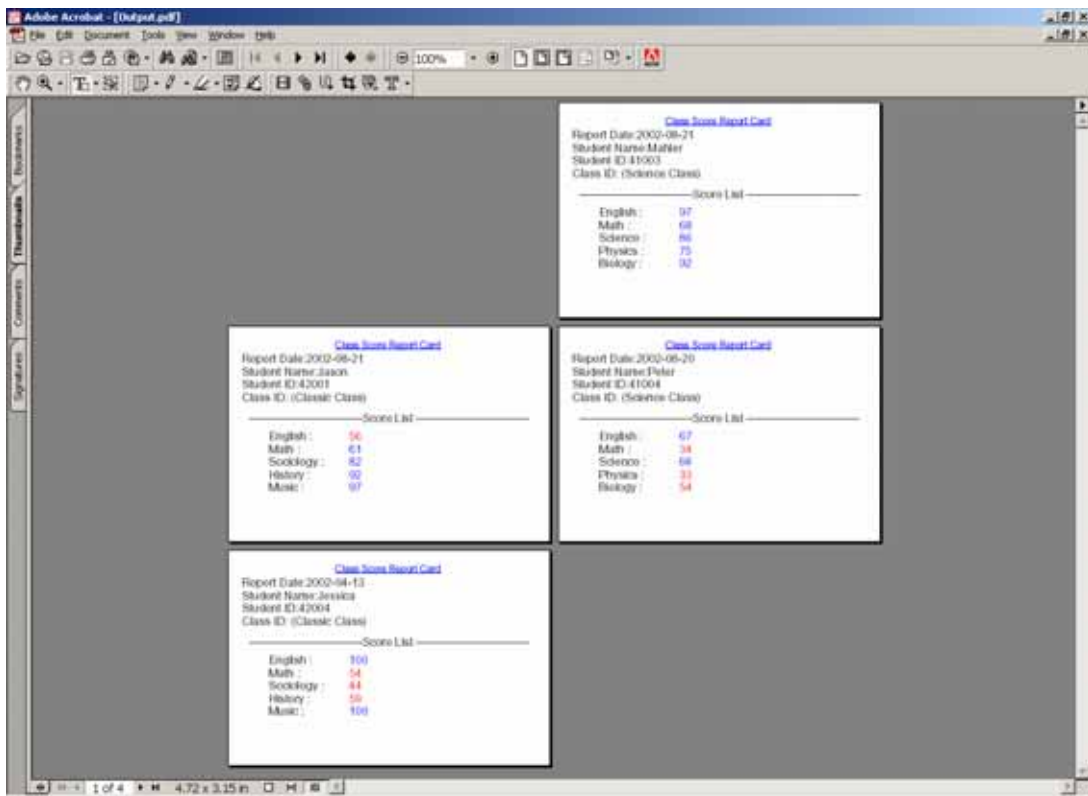 Adobe Acrobat - [Output.pdf]
File Edit Document Tools View Window Help
100%
Bookmarks
Thumbnails
Comments
Signatures
Class Score Report Card
Report Date:2002-08-21
Student Name:Mahler
Student ID:41003
Class ID: (Science Class)
Score List
English : 97
Math : 68
Science : 86
Physics : 75
Biology : 92
Class Score Report Card
Report Date:2002-08-21
Student Name:Jason
Student ID:42001
Class ID: (Classic Class)
Score List
English : 56
Math : 61
Sociology : 82
History : 92
Music : 97
Class Score Report Card
Report Date:2002-08-20
Student Name:Peter
Student ID:41004
Class ID: (Science Class)
Score List
English : 67
Math : 34
Science : 68
Physics : 33
Biology : 54
Class Score Report Card
Report Date:2002-04-13
Student Name:Jessica
Student ID:42004
Class ID: (Classic Class)
Score List
English : 100
Math : 54
Sociology : 44
History : 59
Music : 100
1 of 4
4.72 x 3.15 in